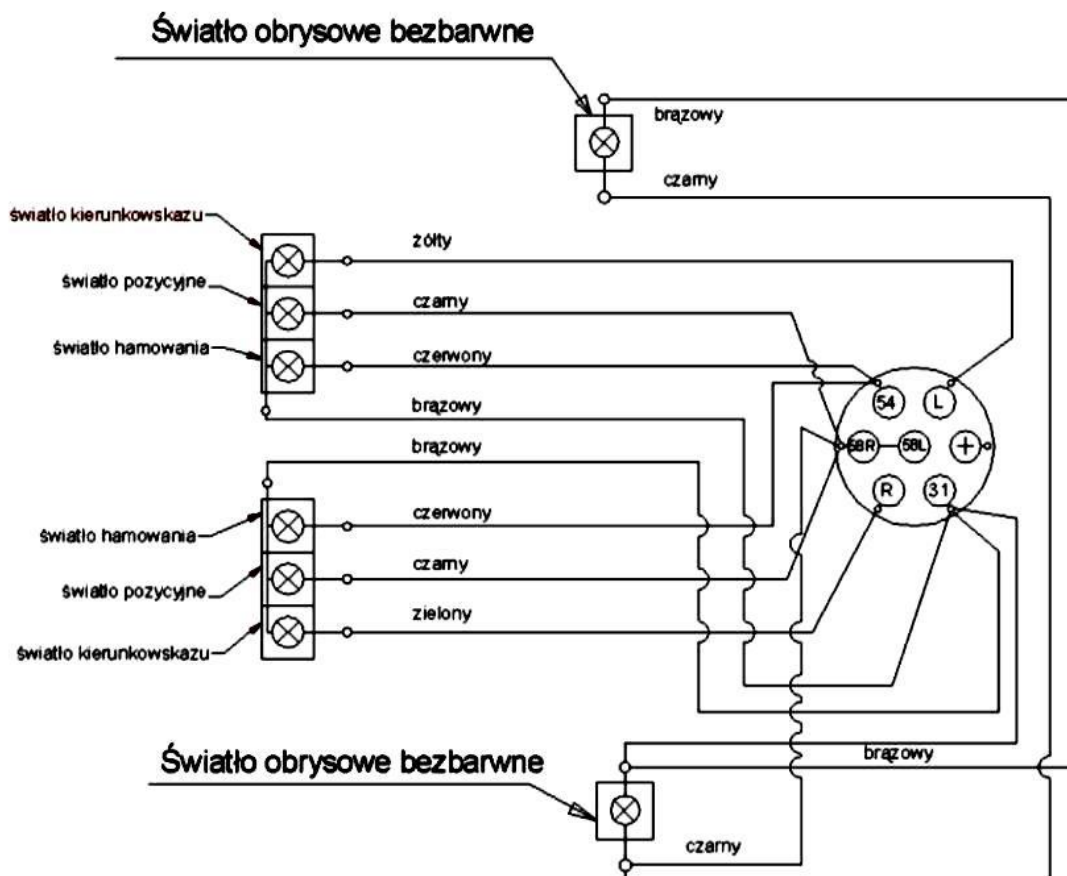 Światło obrysowe bezbarwne
brązowy
czarny
światło kierunkowskazu
żółty
światło pozycyjne
czarny
światło hamowania
czerwony
54
L
brązowy
brązowy
58R
58L
+
R
31
czerwony
światło hamowania
czarny
światło pozycyjne
zielony
światło kierunkowskazu
Światło obrysowe bezbarwne
brązowy
czarny